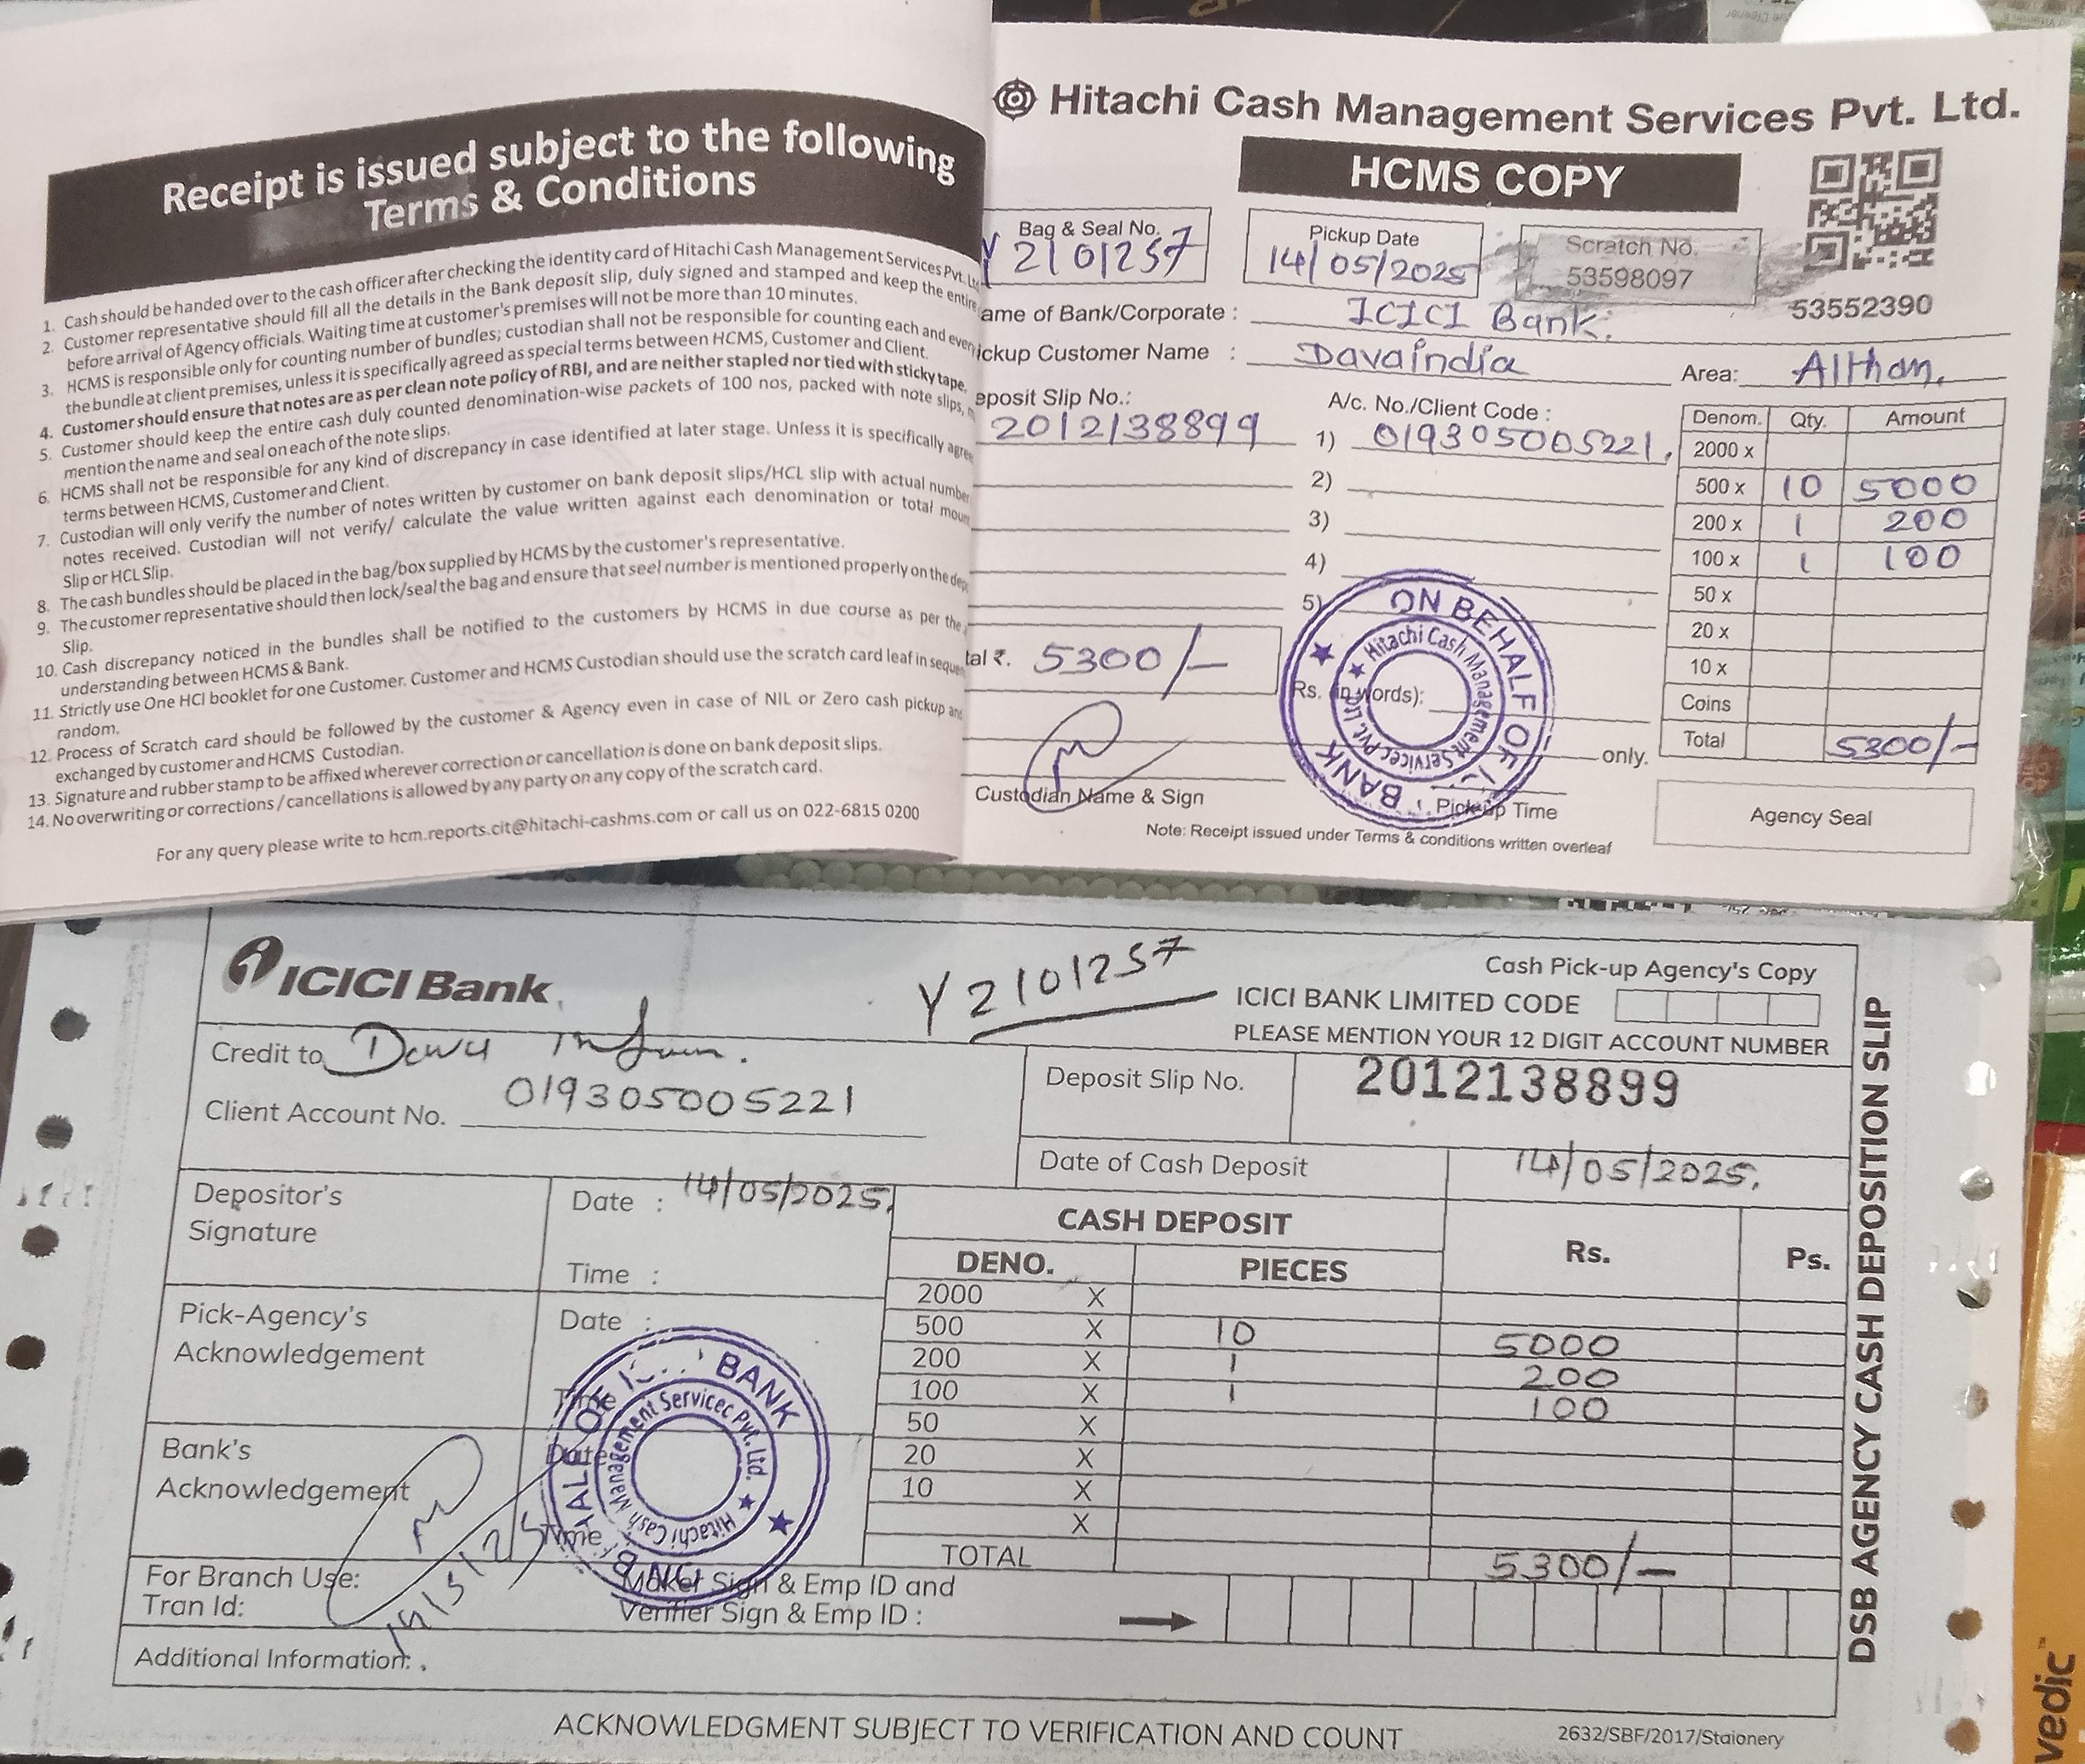 Receipt is issued subject to the following
Terms & Conditions
1. Cash should be handed over to the cash officer after checking the identity card of Hitachi Cash Management Services Pvt. Lt
2. Customer representative should fill all the details in the Bank deposit slip, duly signed and stamped and keep the entire
before arrival of Agency officials. Waiting time at customer's premises will not be more than 10 minutes.
3. HCMS is responsible only for counting number of bundles; custodian shall not be responsible for counting each and ever
the bundle at client premises, unless it is specifically agreed as special terms between HCMS, Customer and Client.
4. Customer should ensure that notes are as per clean note policy of RBI, and are neither stapled nor tied with sticky tape.
5. Customer should keep the entire cash duly counted denomination-wise packets of 100 nos, packed with note slips,
mention the name and seal on each of the note slips.
6. HCMS shall not be responsible for any kind of discrepancy in case identified at later stage. Unless it is specifically agree
terms between HCMS, Customer and Client.
7. Custodian will only verify the number of notes written by customer on bank deposit slips/HCL slip with actual number
notes received. Custodian will not verify/ calculate the value written against each denomination or total moun
Slip or HCL Slip.
8. The cash bundles should be placed in the bag/box supplied by HCMS by the customer's representative.
9. The customer representative should then lock/seal the bag and ensure that seel number is mentioned properly on the dep
Slip.
10. Cash discrepancy noticed in the bundles shall be notified to the customers by HCMS in due course as per the
understanding between HCMS & Bank.
11. Strictly use One HCI booklet for one Customer. Customer and HCMS Custodian should use the scratch card leaf in seque
random.
12. Process of Scratch card should be followed by the customer & Agency even in case of NIL or Zero cash pickup and
exchanged by customer and HCMS Custodian.
13. Signature and rubber stamp to be affixed wherever correction or cancellation is done on bank deposit slips.
14. No overwriting or corrections / cancellations is allowed by any party on any copy of the scratch card.
For any query please write to hcm.reports.cit@hitachi-cashms.com or call us on 022-6815 0200
Hitachi Cash Management Services Pvt. Ltd.
HCMS COPY
Bag & Seal No.
Y2101257
Pickup Date
14/05/2025
Scratch No.
53598097
53552390
ame of Bank/Corporate : ICICI Bank.
ickup Customer Name : Davaindia
Area: Althan.
eposit Slip No.:
2012138899
A/c. No./Client Code :
1) 019305005221.
2)
3)
4)
5)
Denom. Qty. Amount
2000 x
500 x 10 5000
200 x 1 200
100 x 1 100
50 x
20 x
10 x
Coins
Total 5300/-
tal ₹. 5300/-
Rs. (in words):
only.
ON BEHALF OF BANK
Hitachi Cash Management Services Pvt. Ltd.
Custodian Name & Sign
Pick-up Time
Agency Seal
Note: Receipt issued under Terms & conditions written overleaf
ICICI Bank
Y2101257
Cash Pick-up Agency's Copy
ICICI BANK LIMITED CODE
PLEASE MENTION YOUR 12 DIGIT ACCOUNT NUMBER
Credit to
Client Account No. 019305005221
Deposit Slip No. 2012138899
Date of Cash Deposit 14/05/2025.
Depositor's
Signature
Date : 14/05/2025.
Time :
Pick-Agency's
Acknowledgement
Date :
Time
Bank's
Acknowledgement
Date
Time
BANK
Hitachi Cash Management Services Pvt. Ltd.
14/5/25
CASH DEPOSIT
DENO. PIECES Rs. Ps.
2000 X
500 X 10 5000
200 X 1 200
100 X 1 100
50 X
20 X
10 X
X
TOTAL 5300/-
For Branch Use:
Tran Id:
Maker Sign & Emp ID and
Verifier Sign & Emp ID :
Additional Information:
DSB AGENCY CASH DEPOSITION SLIP
ACKNOWLEDGMENT SUBJECT TO VERIFICATION AND COUNT
2632/SBF/2017/Staionery
vedic